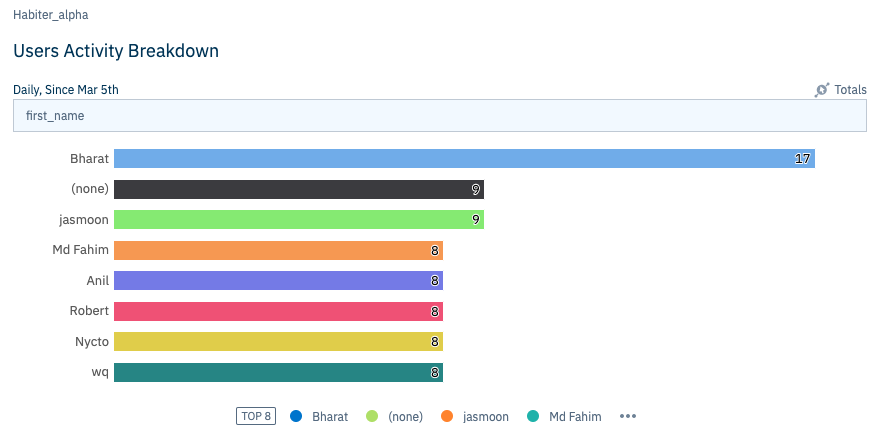 Habiter_alpha
Users Activity Breakdown
Daily, Since Mar 5th
Totals
first_name
Bharat 17
(none) 9
jasmoon 9
Md Fahim 8
Anil 8
Robert 8
Nycto 8
wq 8
TOP 8 Bharat (none) jasmoon Md Fahim •••